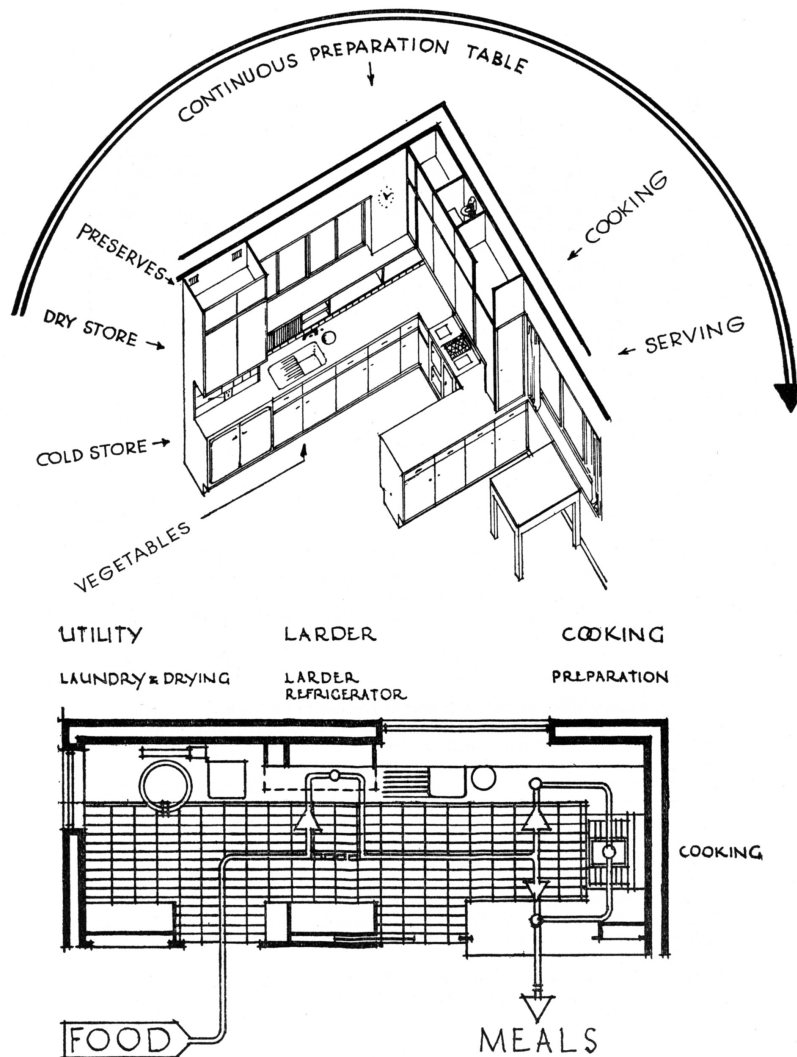 CONTINUOUS PREPARATION TABLE
PRESERVES
COOKING
DRY STORE
SERVING
COLD STORE
VEGETABLES
UTILITY
LARDER
COOKING
LAUNDRY & DRYING
LARDER
REFRIGERATOR
PREPARATION
COOKING
FOOD
MEALS